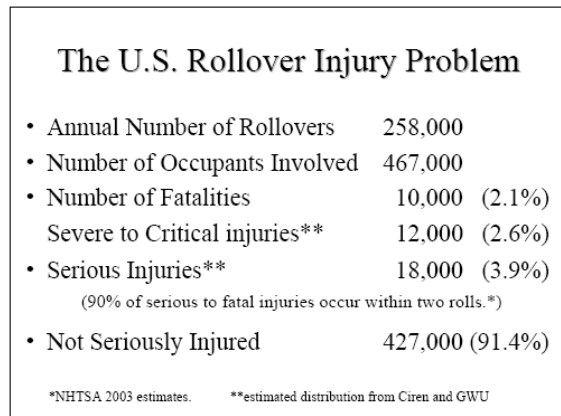 The U.S. Rollover Injury Problem
• Annual Number of Rollovers 258,000
• Number of Occupants Involved 467,000
• Number of Fatalities 10,000 (2.1%)
Severe to Critical injuries** 12,000 (2.6%)
• Serious Injuries** 18,000 (3.9%)
(90% of serious to fatal injuries occur within two rolls.*)
• Not Seriously Injured 427,000 (91.4%)
*NHTSA 2003 estimates. **estimated distribution from Ciren and GWU